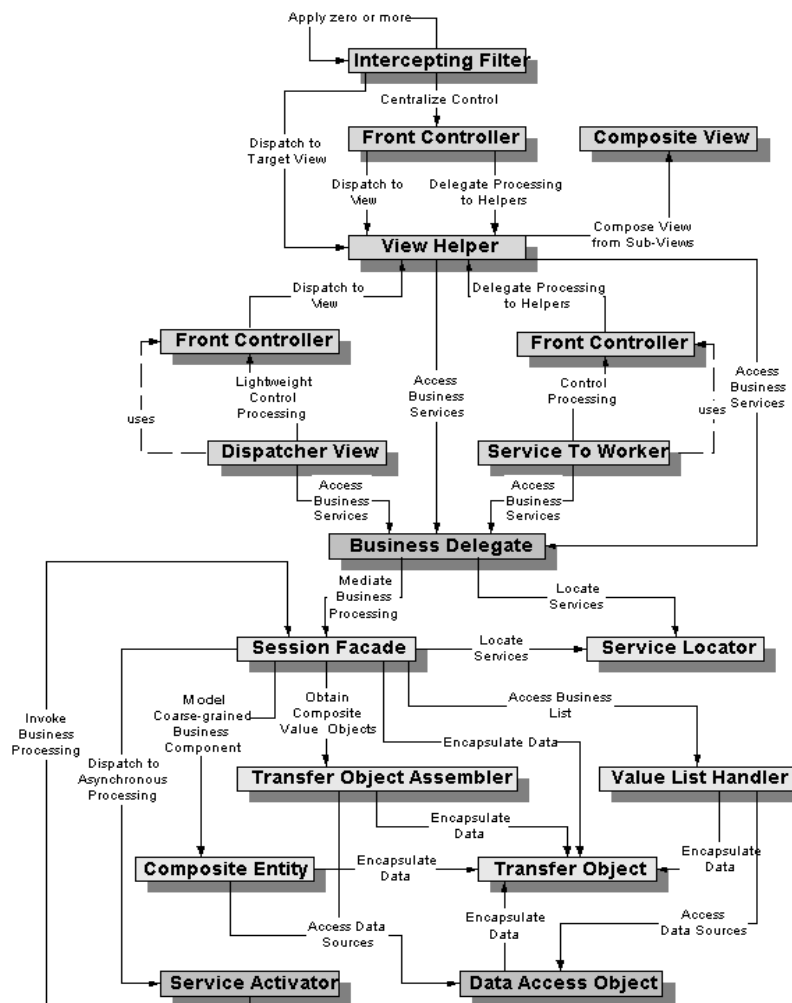 Apply zero or more
Intercepting Filter
Centralize Control
Dispatch to
Target View
Front Controller
Composite View
Dispatch to
View
Delegate Processing
to Helpers
Compose View
from Sub-Views
View Helper
Dispatch to
View
Delegate Processing
to Helpers
Front Controller
Front Controller
Lightweight
Control
Processing
Access
Business
Services
Control
Processing
Access
Business
Services
uses
uses
Dispatcher View
Service To Worker
Access
Business
Services
Access
Business
Services
Business Delegate
Mediate
Business
Processing
Locate
Services
Session Facade
Locate
Services
Service Locator
Invoke
Business
Processing
Model
Coarse-grained
Business
Component
Obtain
Composite
Value Objects
Access Business
List
Dispatch to
Asynchronous
Processing
Encapsulate Data
Transfer Object Assembler
Value List Handler
Encapsulate
Data
Composite Entity
Encapsulate
Data
Transfer Object
Encapsulate
Data
Access Data
Sources
Encapsulate
Data
Access
Data Sources
Service Activator
Data Access Object